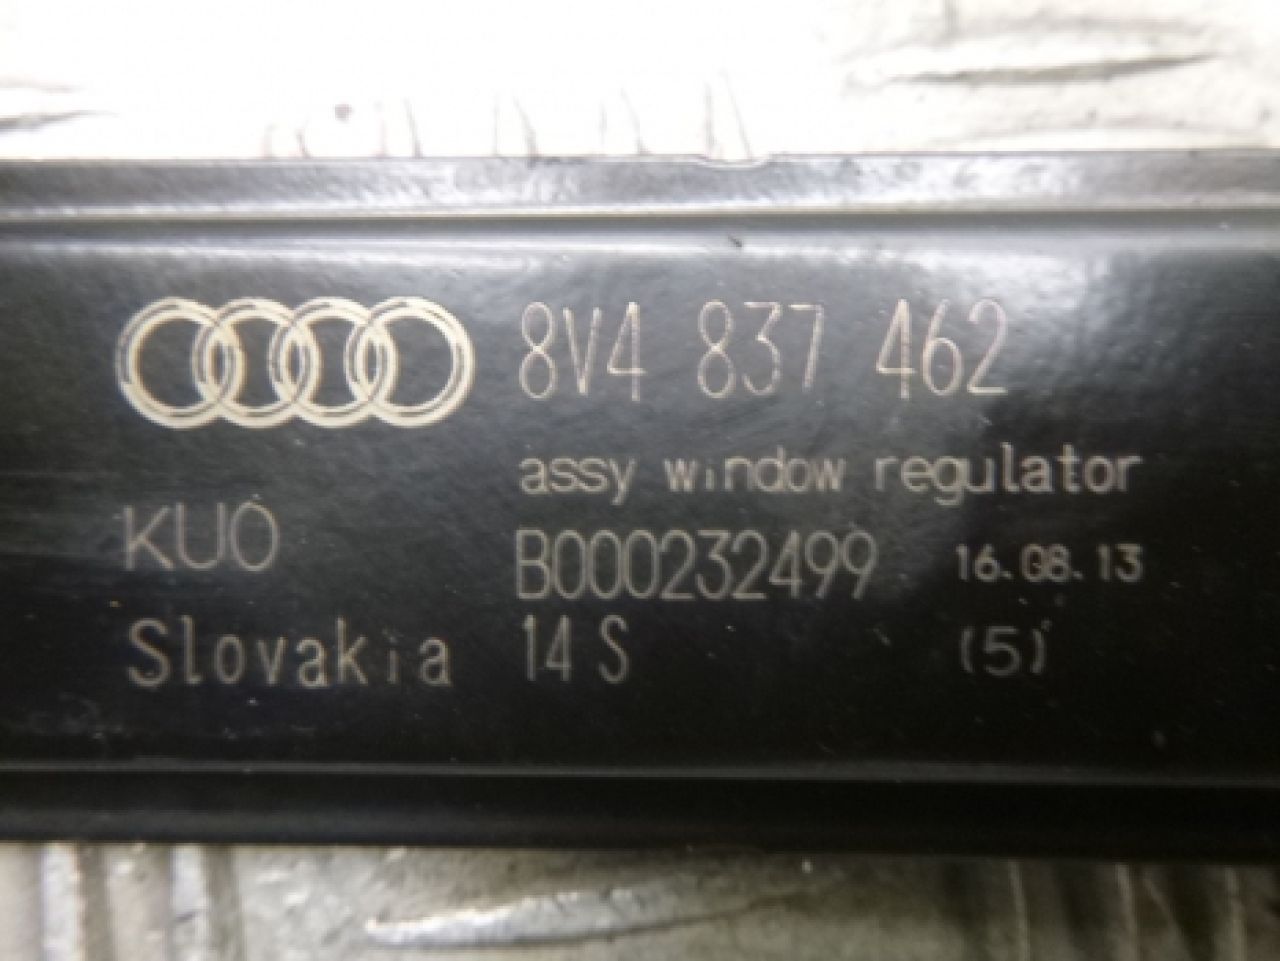 8V4 837 462
assy window regulator
KUO B000232499 16.08.13
Slovakia 14 S (5)